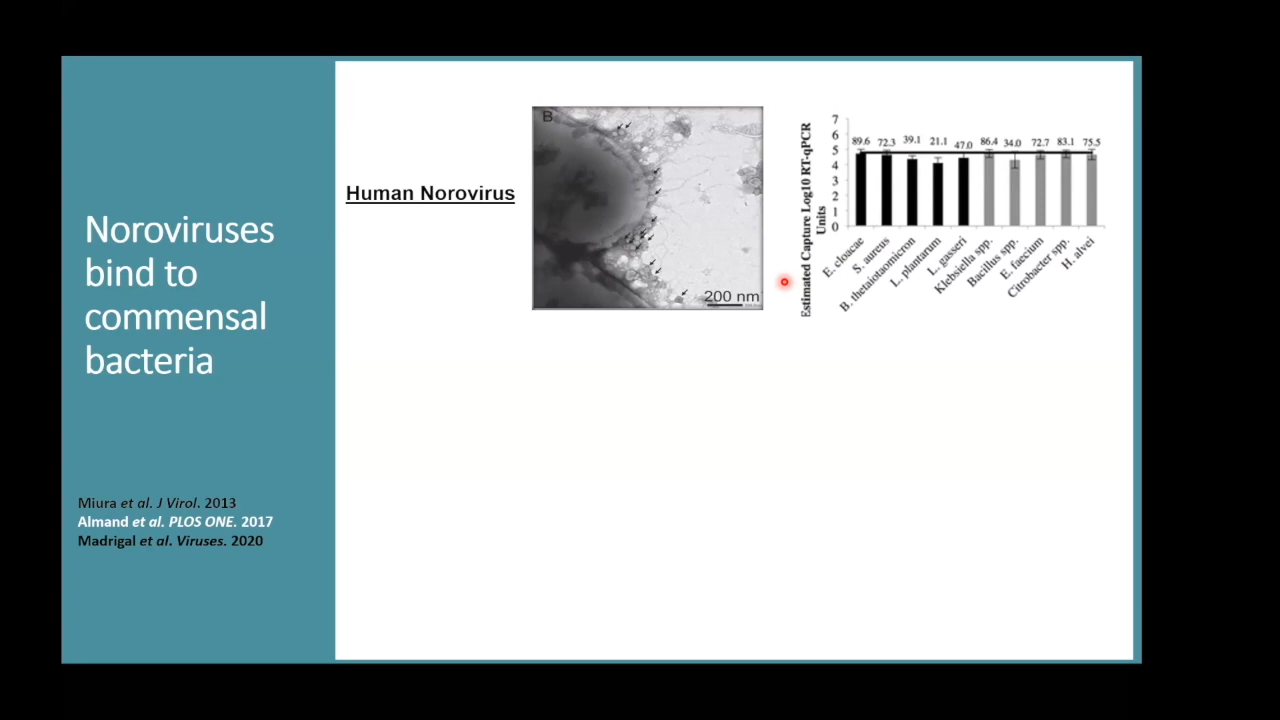 Noroviruses
bind to
commensal
bacteria
Miura et al. J Virol. 2013
Almand et al. PLOS ONE. 2017
Madrigal et al. Viruses. 2020
Human Norovirus
B
200 nm
Estimated Capture Log10 RT-qPCR
Units
7
6
5
4
3
2
1
0
89.6 72.3 39.1 21.1 47.0 86.4 34.0 72.7 83.1 75.5
E. cloacae
S. aureus
B. thetaiotaomicron
L. plantarum
L. gasseri
Klebsiella spp.
Bacillus spp.
E. faecium
Citrobacter spp.
H. alvei